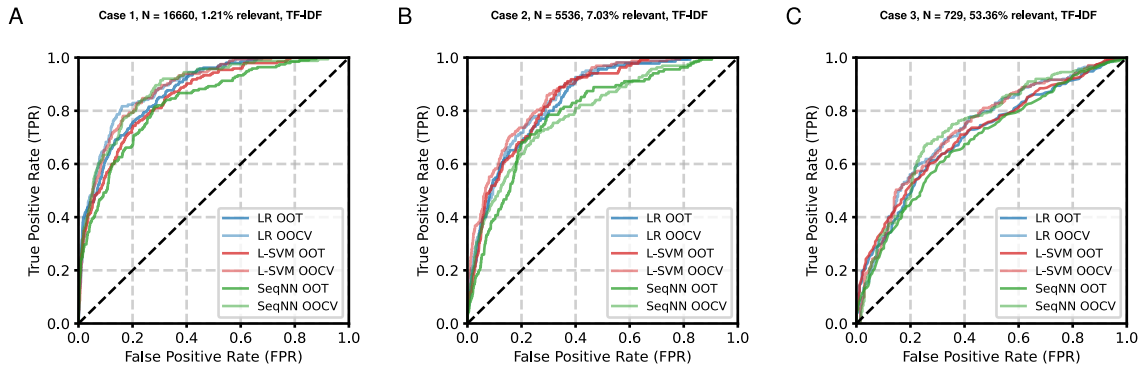 A
Case 1, N = 16660, 1.21% relevant, TF-IDF
1.0
0.8
0.6
0.4
0.2
0.0
0.0 0.2 0.4 0.6 0.8 1.0
True Positive Rate (TPR)
False Positive Rate (FPR)
LR OOT
LR OOCV
L-SVM OOT
L-SVM OOCV
SeqNN OOT
SeqNN OOCV
B
Case 2, N = 5536, 7.03% relevant, TF-IDF
1.0
0.8
0.6
0.4
0.2
0.0
0.0 0.2 0.4 0.6 0.8 1.0
True Positive Rate (TPR)
False Positive Rate (FPR)
LR OOT
LR OOCV
L-SVM OOT
L-SVM OOCV
SeqNN OOT
SeqNN OOCV
C
Case 3, N = 729, 53.36% relevant, TF-IDF
1.0
0.8
0.6
0.4
0.2
0.0
0.0 0.2 0.4 0.6 0.8 1.0
True Positive Rate (TPR)
False Positive Rate (FPR)
LR OOT
LR OOCV
L-SVM OOT
L-SVM OOCV
SeqNN OOT
SeqNN OOCV